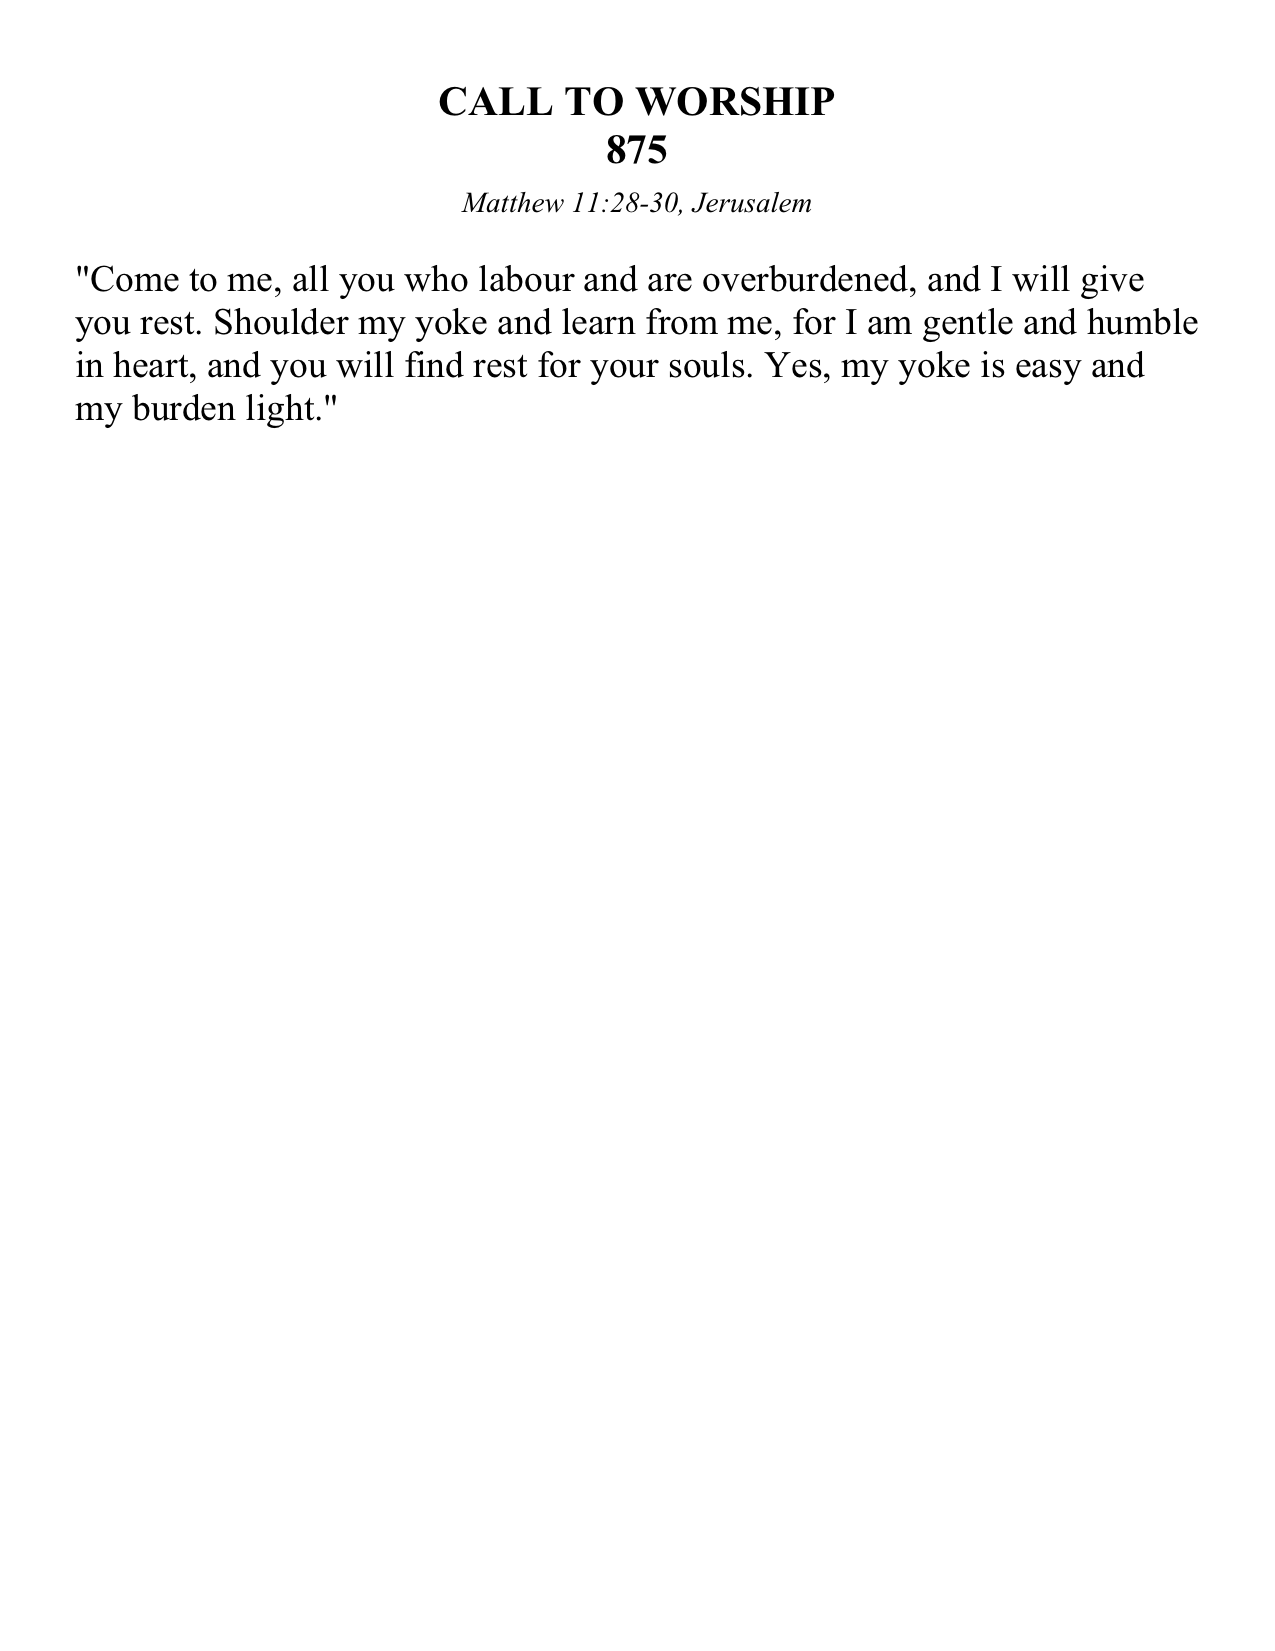 CALL TO WORSHIP
875
Matthew 11:28-30, Jerusalem
"Come to me, all you who labour and are overburdened, and I will give
you rest. Shoulder my yoke and learn from me, for I am gentle and humble
in heart, and you will find rest for your souls. Yes, my yoke is easy and
my burden light."